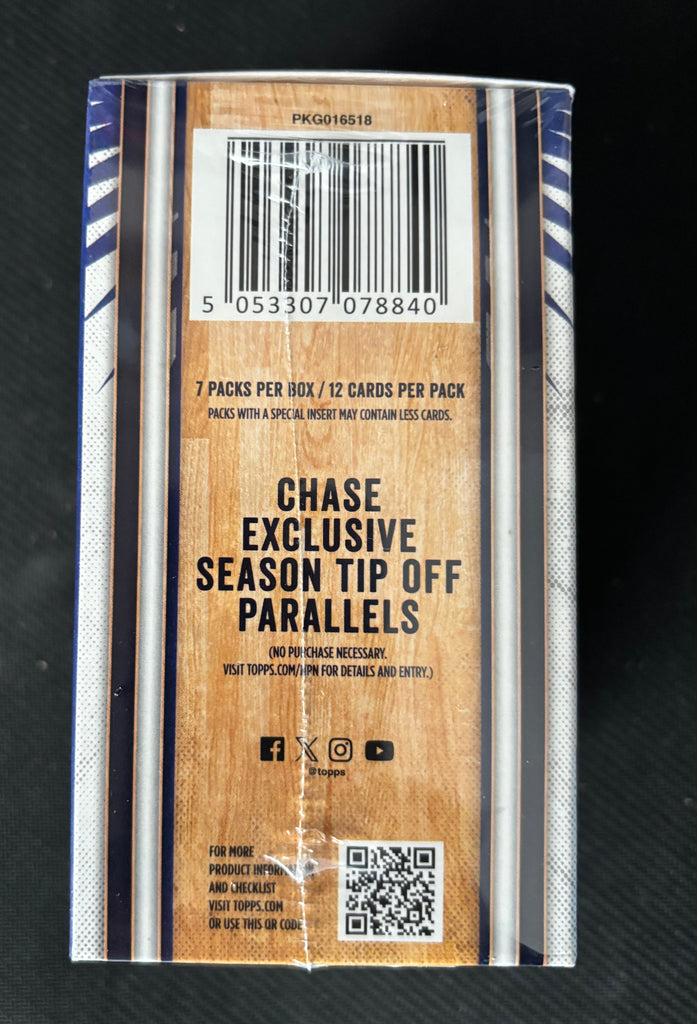 PKG016518
5 053307 078840
7 PACKS PER BOX / 12 CARDS PER PACK
PACKS WITH A SPECIAL INSERT MAY CONTAIN LESS CARDS.
CHASE
EXCLUSIVE
SEASON TIP OFF
PARALLELS
(NO PURCHASE NECESSARY.
VISIT TOPPS.COM/NPN FOR DETAILS AND ENTRY.)
@topps
FOR MORE
PRODUCT INFORMATION
AND CHECKLIST
VISIT TOPPS.COM
OR USE THIS QR CODE